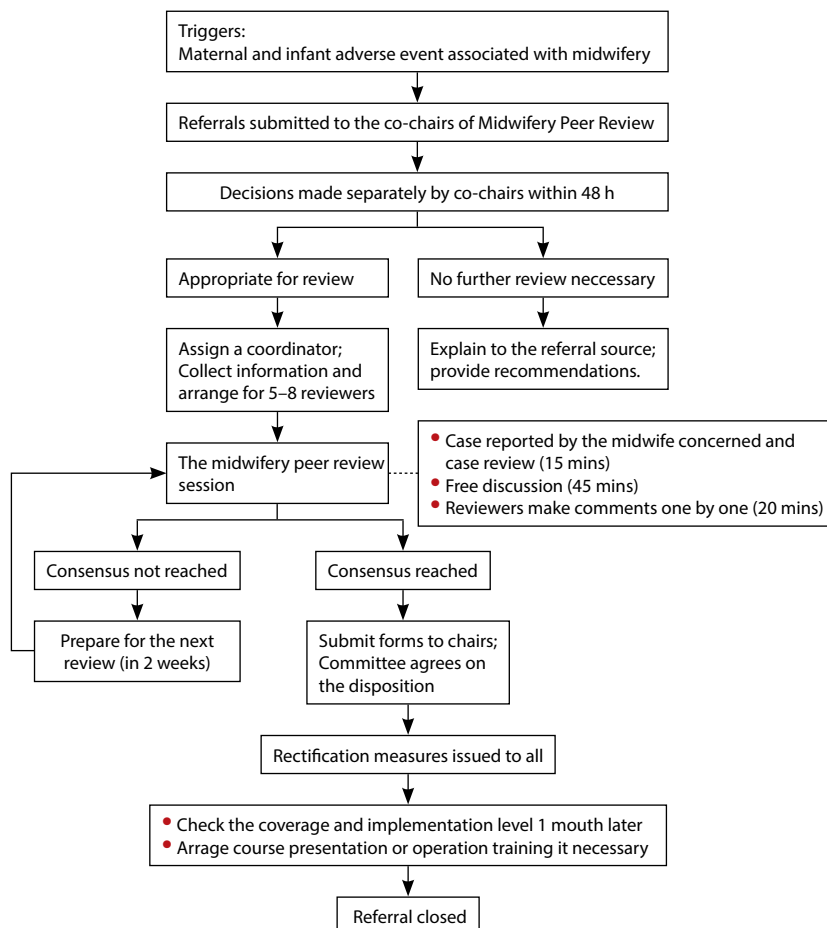 Triggers:
Maternal and infant adverse event associated with midwifery
Referrals submitted to the co-chairs of Midwifery Peer Review
Decisions made separately by co-chairs within 48 h
Appropriate for review
No further review neccessary
Assign a coordinator;
Collect information and
arrange for 5–8 reviewers
Explain to the referral source;
provide recommendations.
The midwifery peer review
session
• Case reported by the midwife concerned and
case review (15 mins)
• Free discussion (45 mins)
• Reviewers make comments one by one (20 mins)
Consensus not reached
Consensus reached
Prepare for the next
review (in 2 weeks)
Submit forms to chairs;
Committee agrees on
the disposition
Rectification measures issued to all
• Check the coverage and implementation level 1 mouth later
• Arrage course presentation or operation training it necessary
Referral closed